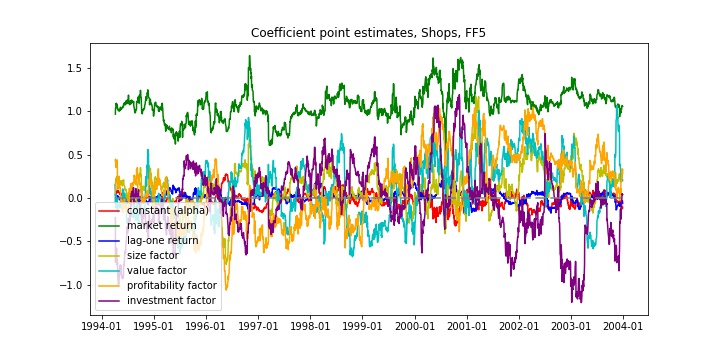 Coefficient point estimates, Shops, FF5
1.5
1.0
0.5
0.0
−0.5
−1.0
constant (alpha)
market return
lag-one return
size factor
value factor
profitability factor
investment factor
1994-01 1995-01 1996-01 1997-01 1998-01 1999-01 2000-01 2001-01 2002-01 2003-01 2004-01